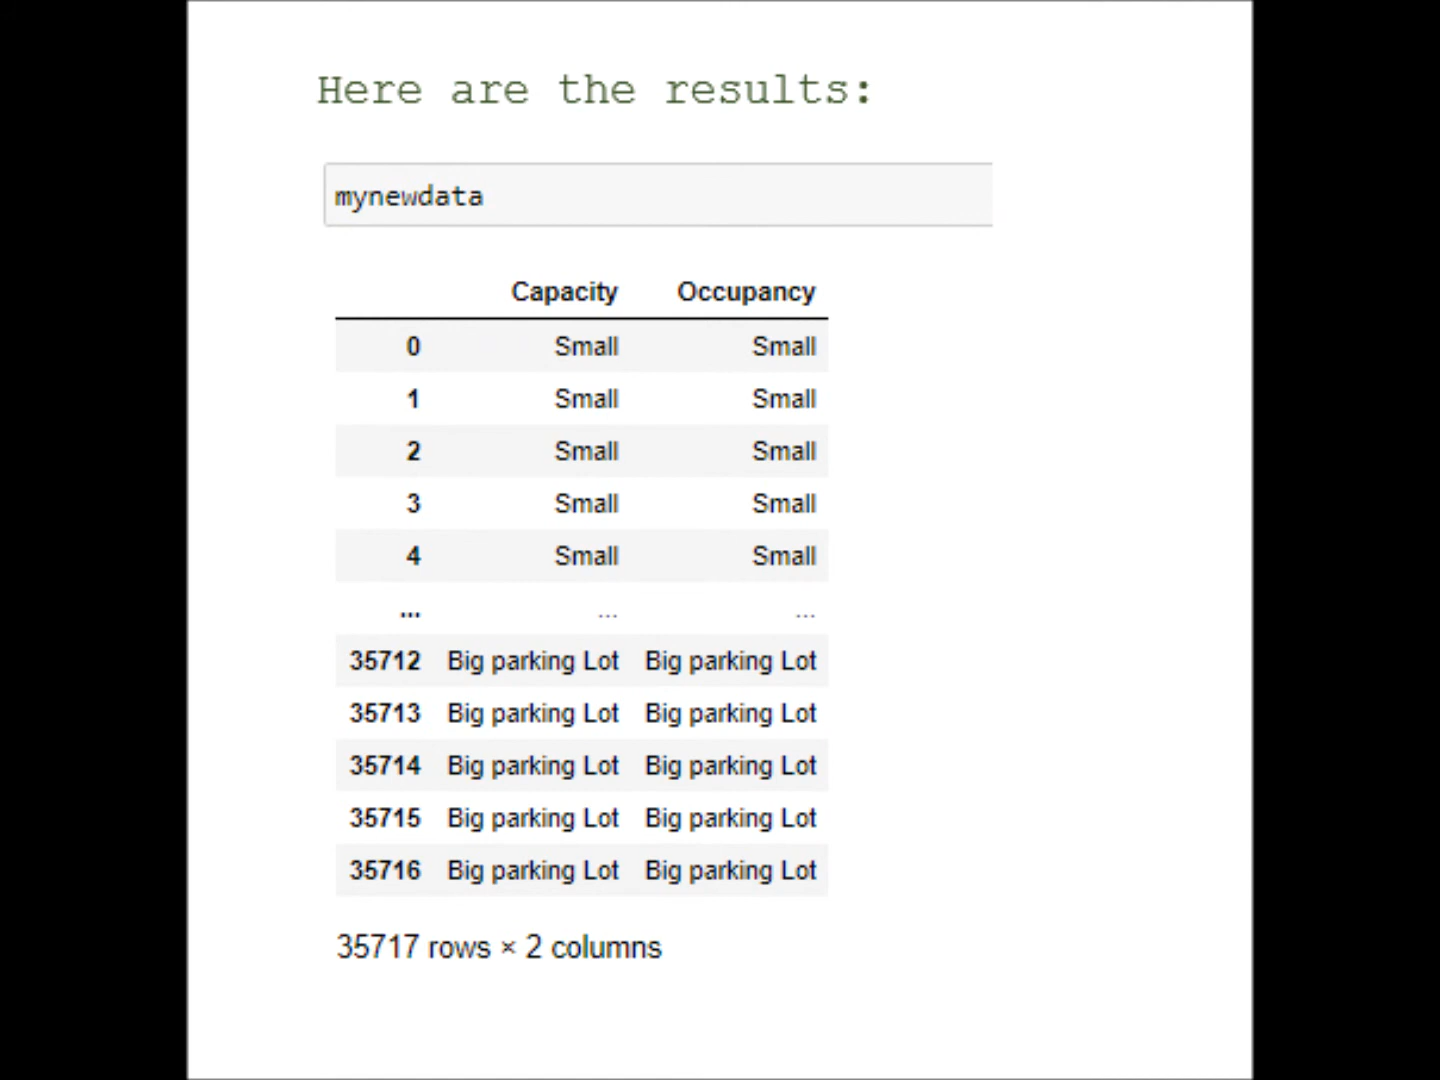 Here are the results:
mynewdata
Capacity Occupancy
0 Small Small
1 Small Small
2 Small Small
3 Small Small
4 Small Small
... ... ...
35712 Big parking Lot Big parking Lot
35713 Big parking Lot Big parking Lot
35714 Big parking Lot Big parking Lot
35715 Big parking Lot Big parking Lot
35716 Big parking Lot Big parking Lot
35717 rows × 2 columns